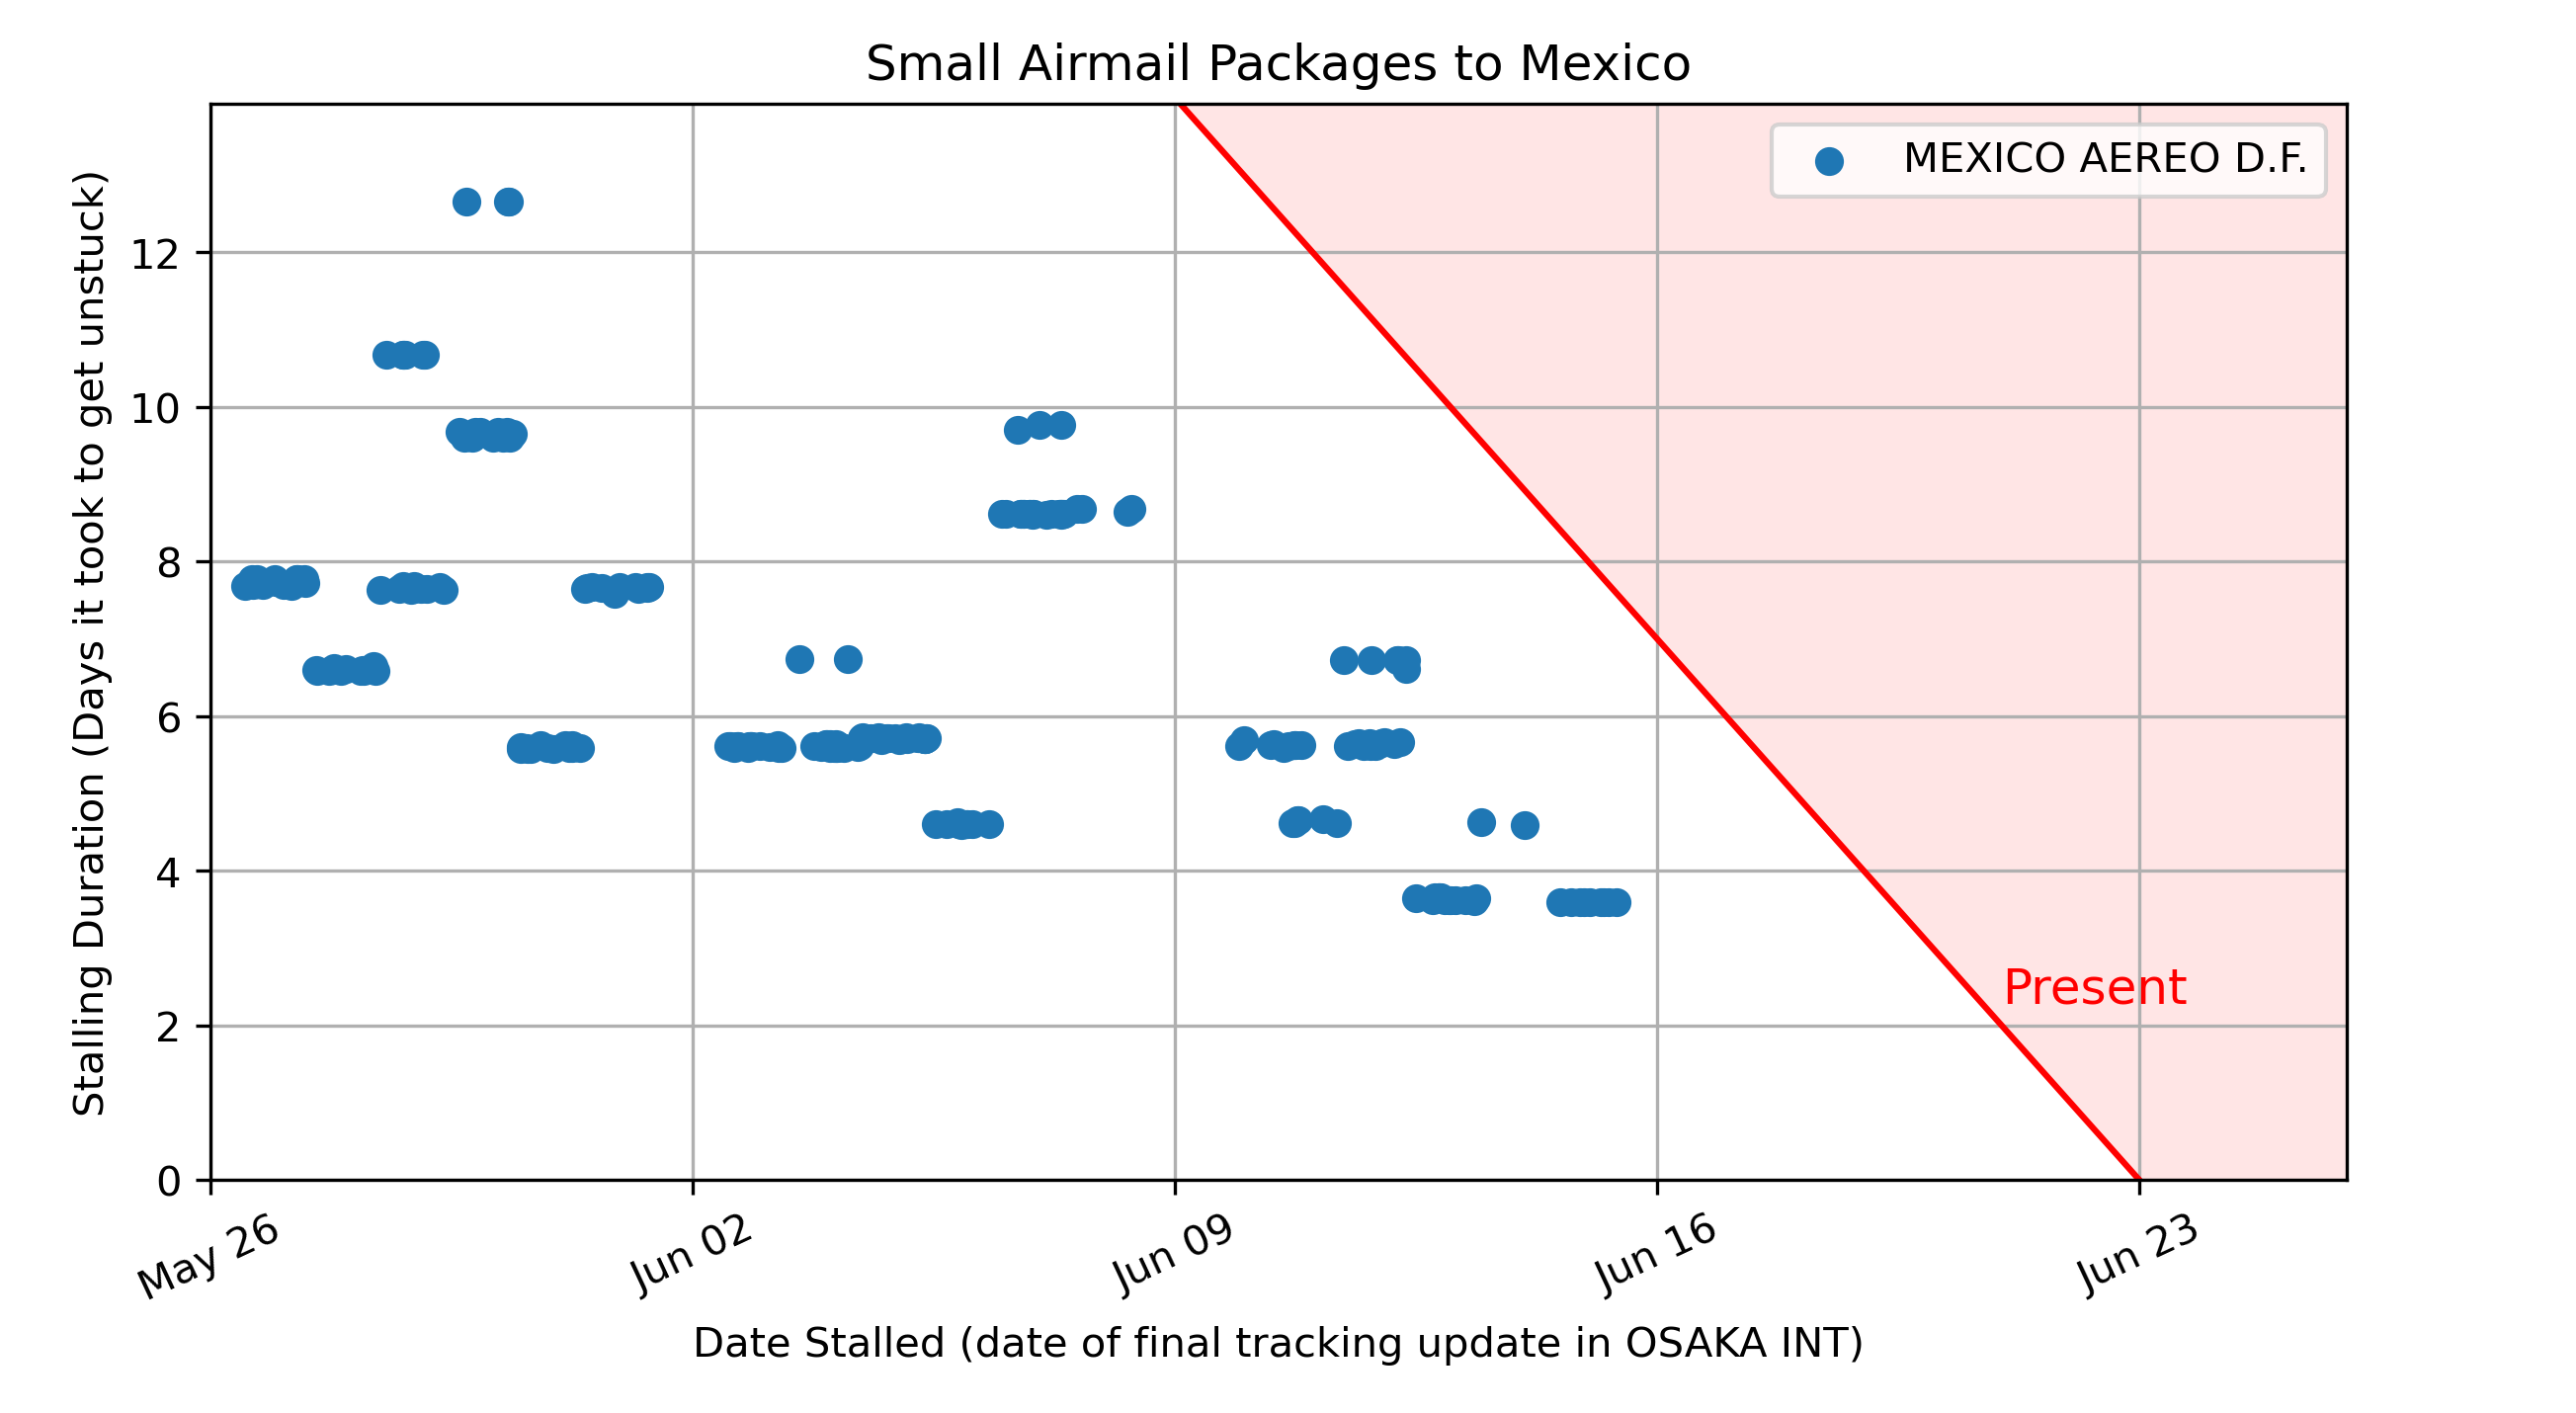 Small Airmail Packages to Mexico
MEXICO AEREO D.F.
Stalling Duration (Days it took to get unstuck)
12
10
8
6
4
2
0
Present
May 26
Jun 02
Jun 09
Jun 16
Jun 23
Date Stalled (date of final tracking update in OSAKA INT)